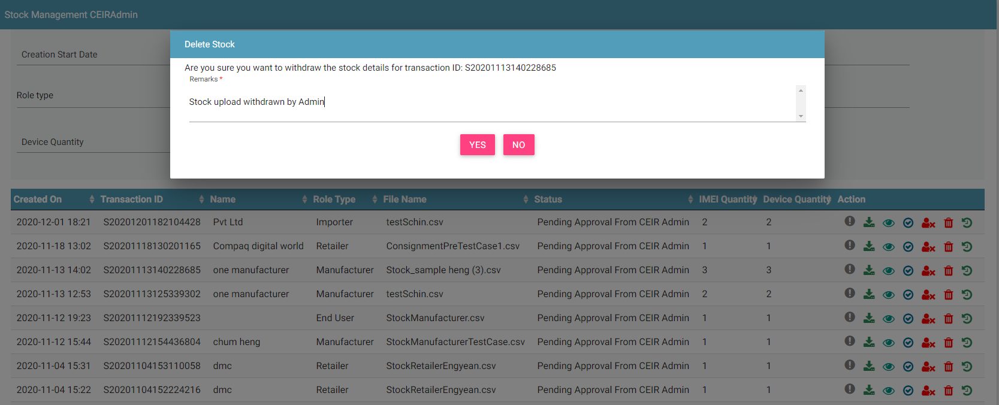 Stock Management CEIRAdmin
Delete Stock
Creation Start Date
Are you sure you want to withdraw the stock details for transaction ID: S20201113140228685
Remarks *
Role type
Stock upload withdrawn by Admin
Device Quantity
YES NO
Created On Transaction ID Name Role Type File Name Status IMEI Quantity Device Quantity Action
2020-12-01 18:21 S20201201182104428 Pvt Ltd Importer testSchin.csv Pending Approval From CEIR Admin 2 2
2020-11-18 13:02 S20201118130201165 Compaq digital world Retailer ConsignmentPreTestCase1.csv Pending Approval From CEIR Admin 1 1
2020-11-13 14:02 S20201113140228685 one manufacturer Manufacturer Stock_sample heng (3).csv Pending Approval From CEIR Admin 3 3
2020-11-13 12:53 S20201113125339302 one manufacturer Manufacturer testSchin.csv Pending Approval From CEIR Admin 2 2
2020-11-12 19:23 S20201112192339523 End User StockManufacturer.csv Pending Approval From CEIR Admin 1 1
2020-11-12 15:44 S20201112154436804 chum heng Manufacturer StockManufacturerTestCase.csv Pending Approval From CEIR Admin 1 1
2020-11-04 15:31 S20201104153110058 dmc Retailer StockRetailerEngyean.csv Pending Approval From CEIR Admin 1 1
2020-11-04 15:22 S20201104152224216 dmc Retailer StockRetailerEngyean.csv Pending Approval From CEIR Admin 1 1